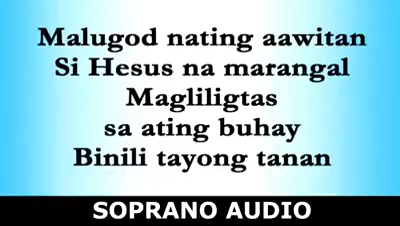 Malugod nating aawitan
Si Hesus na marangal
Magliligtas
sa ating buhay
Binili tayong tanan
SOPRANO AUDIO